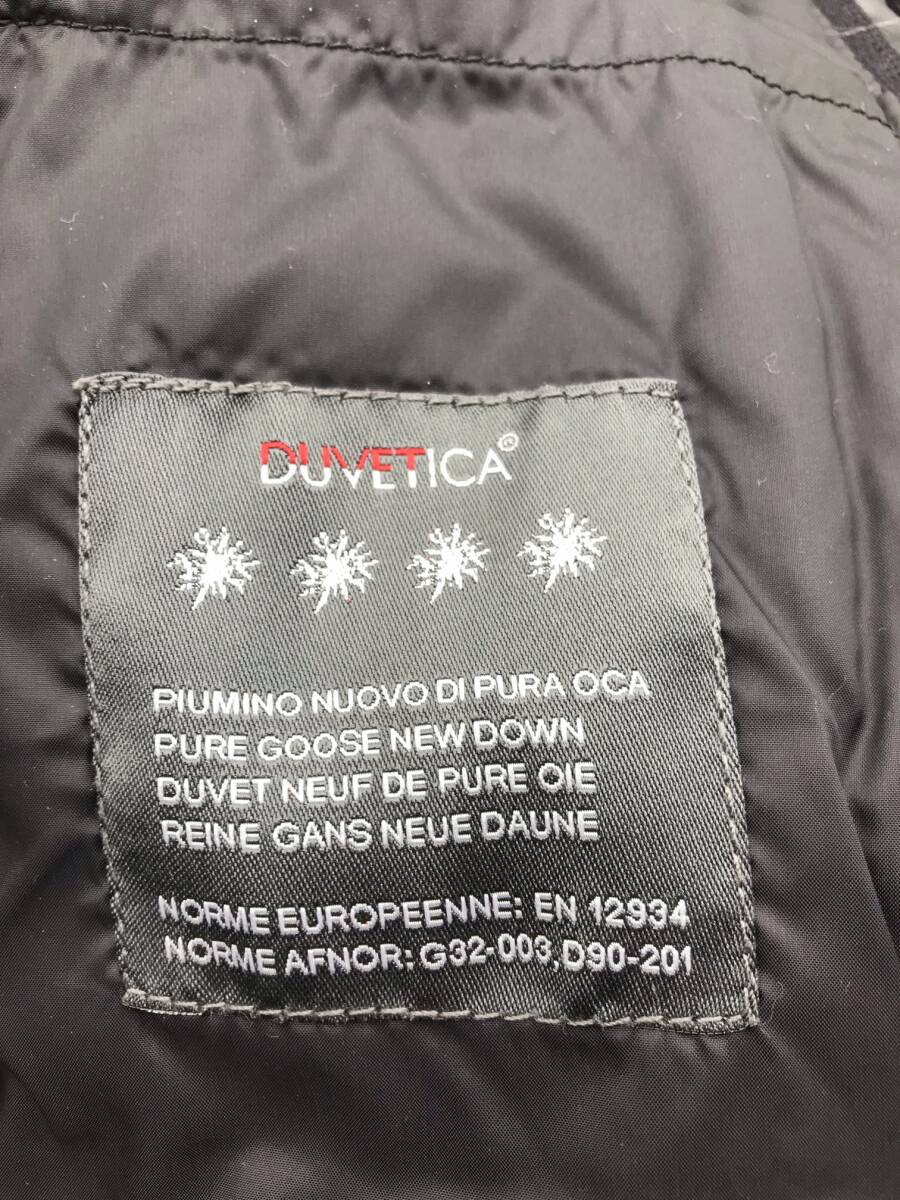 DUVETICA®
PIUMINO NUOVO DI PURA OCA
PURE GOOSE NEW DOWN
DUVET NEUF DE PURE OIE
REINE GANS NEUE DAUNE
NORME EUROPEENNE: EN 12934
NORME AFNOR: G32-003,D90-201